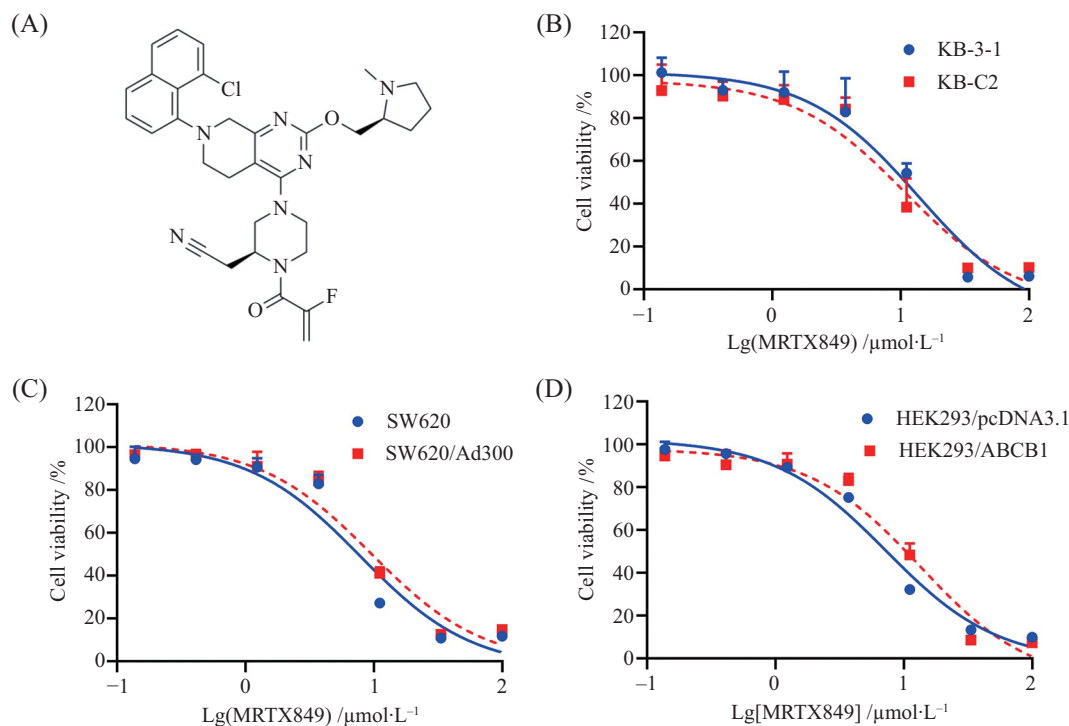 (A)
Cl
N
N
N
N
O
N
N
N
N
O
F
(B)
KB-3-1
KB-C2
120
100
80
60
40
20
0
Cell viability /%
−1 0 1 2
Lg(MRTX849) /μmol·L⁻¹
(C)
SW620
SW620/Ad300
120
100
80
60
40
20
0
Cell viability /%
−1 0 1 2
Lg(MRTX849) /μmol·L⁻¹
(D)
HEK293/pcDNA3.1
HEK293/ABCB1
120
100
80
60
40
20
0
Cell viability /%
−1 0 1 2
Lg[MRTX849] /μmol·L⁻¹